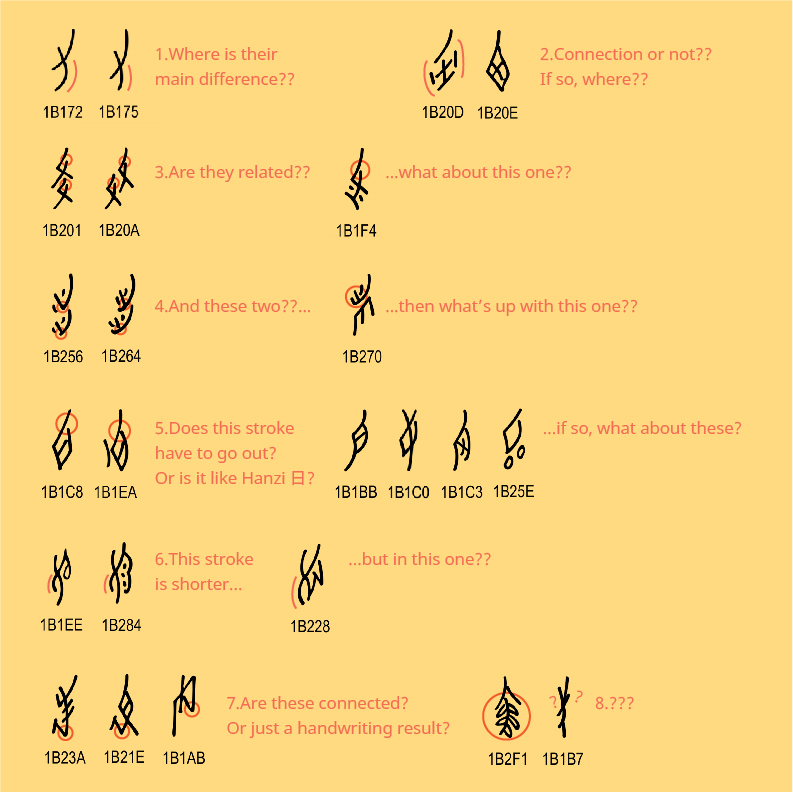 1.Where is their
main difference??
1B172 1B175
2.Connection or not??
If so, where??
1B20D 1B20E
3.Are they related??
...what about this one??
1B201 1B20A 1B1F4
4.And these two??...
...then what's up with this one??
1B256 1B264 1B270
5.Does this stroke
have to go out?
Or is it like Hanzi 日?
...if so, what about these?
1B1C8 1B1EA 1B1BB 1B1C0 1B1C3 1B25E
6.This stroke
is shorter...
...but in this one??
1B1EE 1B284 1B228
7.Are these connected?
Or just a handwriting result?
1B23A 1B21E 1B1AB
? ? 8.???
1B2F1 1B1B7